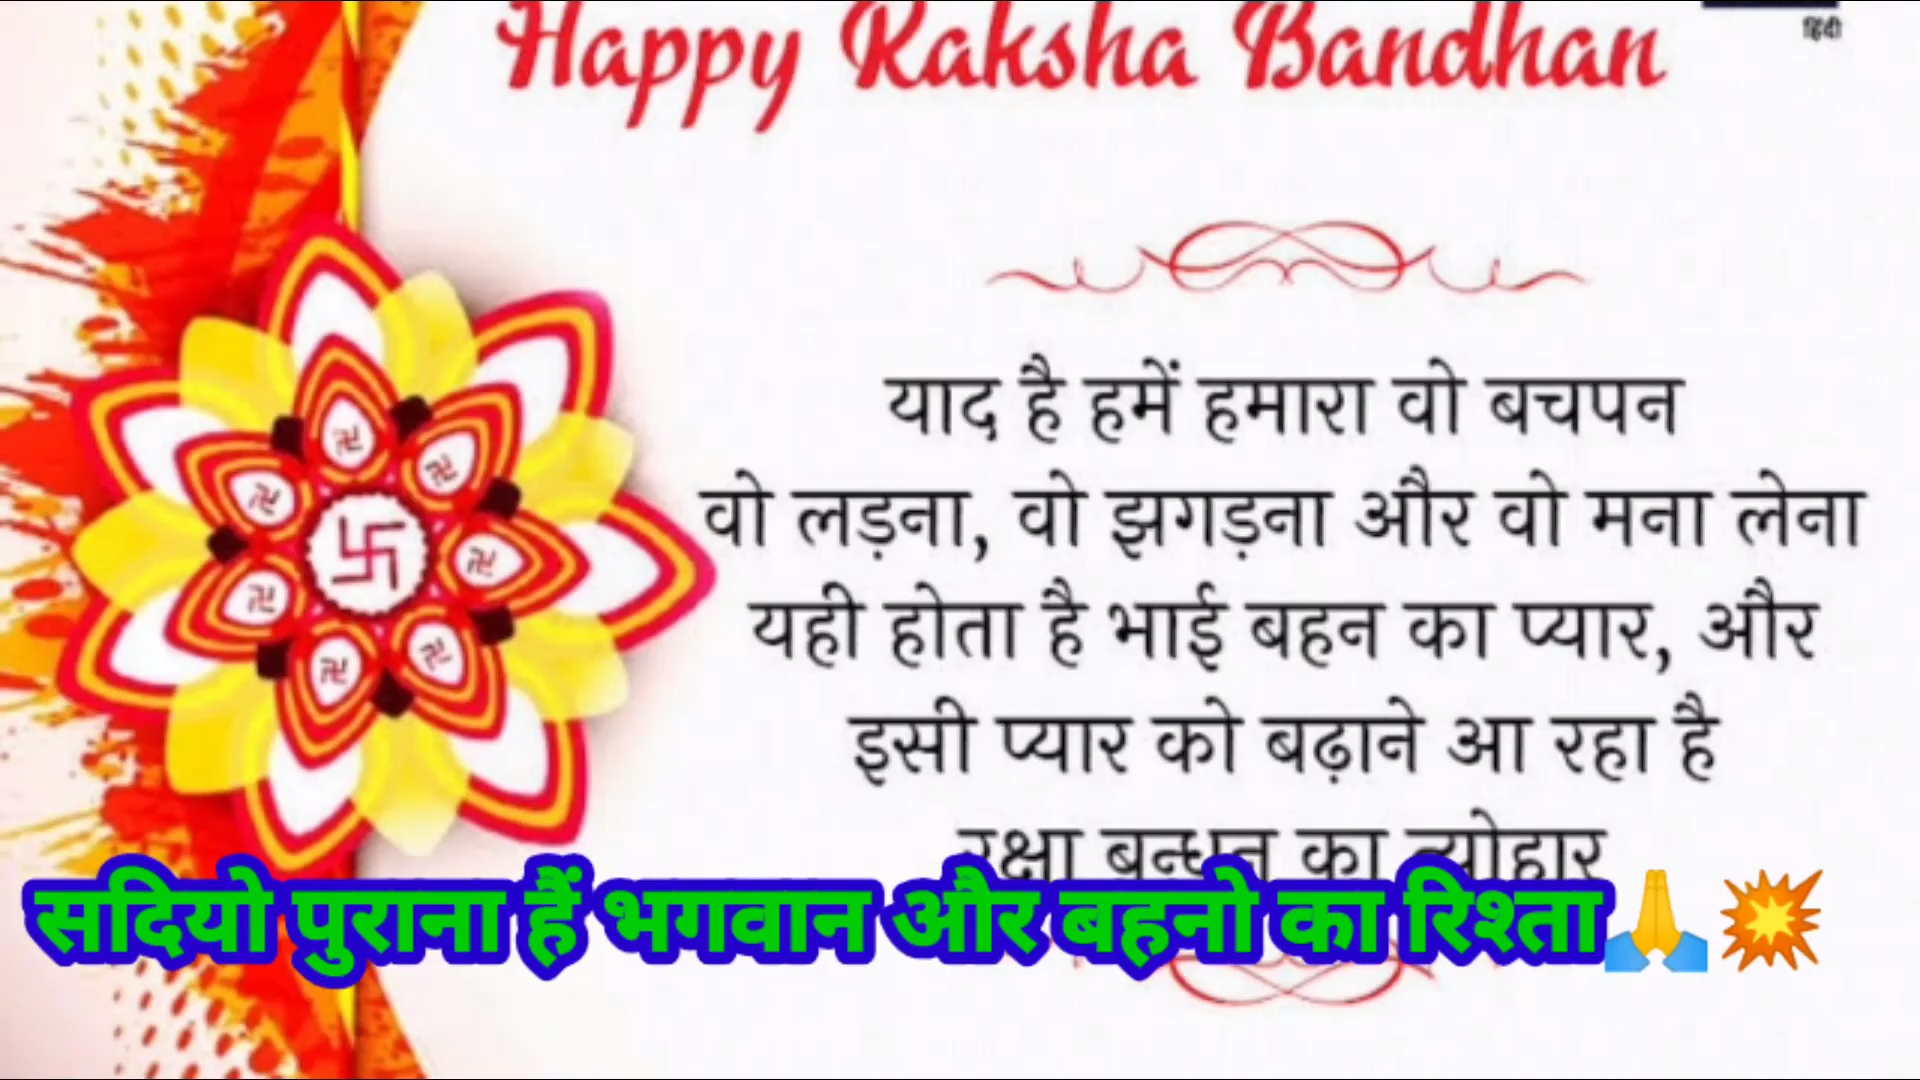 Happy Raksha Bandhan
हिंदी
याद है हमें हमारा वो बचपन
वो लड़ना, वो झगड़ना और वो मना लेना
यही होता है भाई बहन का प्यार, और
इसी प्यार को बढ़ाने आ रहा है
रक्षा बन्धन का त्योहार
सदियो पुराना हैं भगवान और बहनो का रिश्ता🙏💥